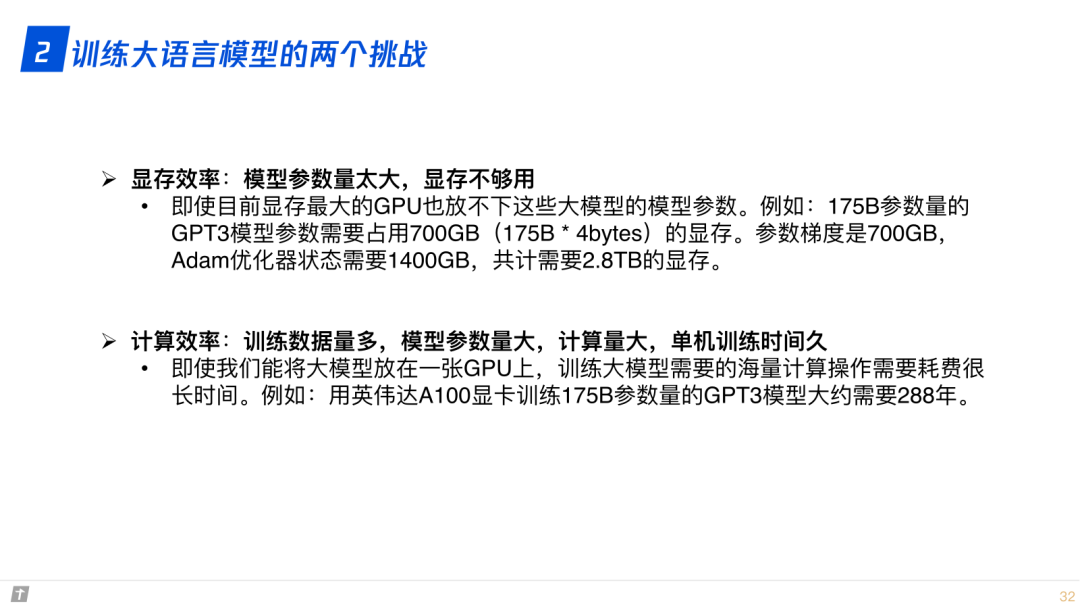 2 训练大语言模型的两个挑战
➢ 显存效率：模型参数量太大，显存不够用
• 即使目前显存最大的GPU也放不下这些大模型的模型参数。例如：175B参数量的
GPT3模型参数需要占用700GB（175B * 4bytes）的显存。参数梯度是700GB，
Adam优化器状态需要1400GB，共计需要2.8TB的显存。
➢ 计算效率：训练数据量多，模型参数量大，计算量大，单机训练时间久
• 即使我们能将大模型放在一张GPU上，训练大模型需要的海量计算操作需要耗费很
长时间。例如：用英伟达A100显卡训练175B参数量的GPT3模型大约需要288年。
32